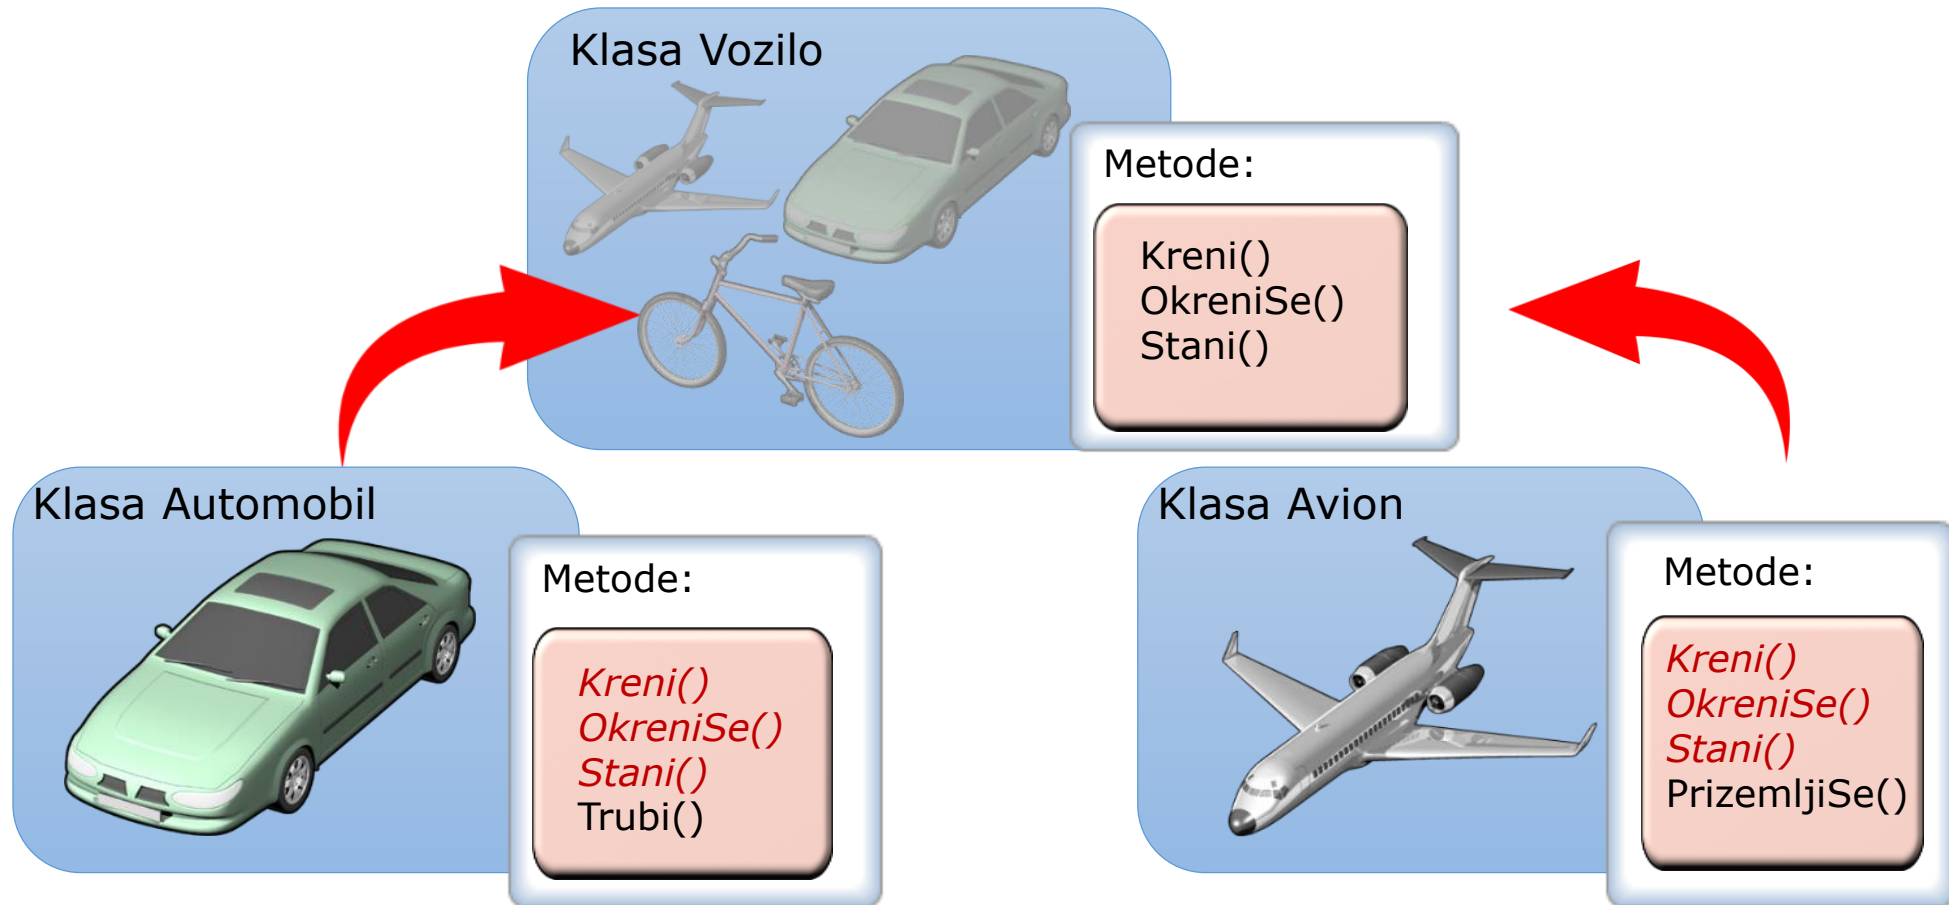 Klasa Vozilo
Metode:
Kreni()
OkreniSe()
Stani()
Klasa Automobil
Metode:
Kreni()
OkreniSe()
Stani()
Trubi()
Klasa Avion
Metode:
Kreni()
OkreniSe()
Stani()
PrizemljiSe()